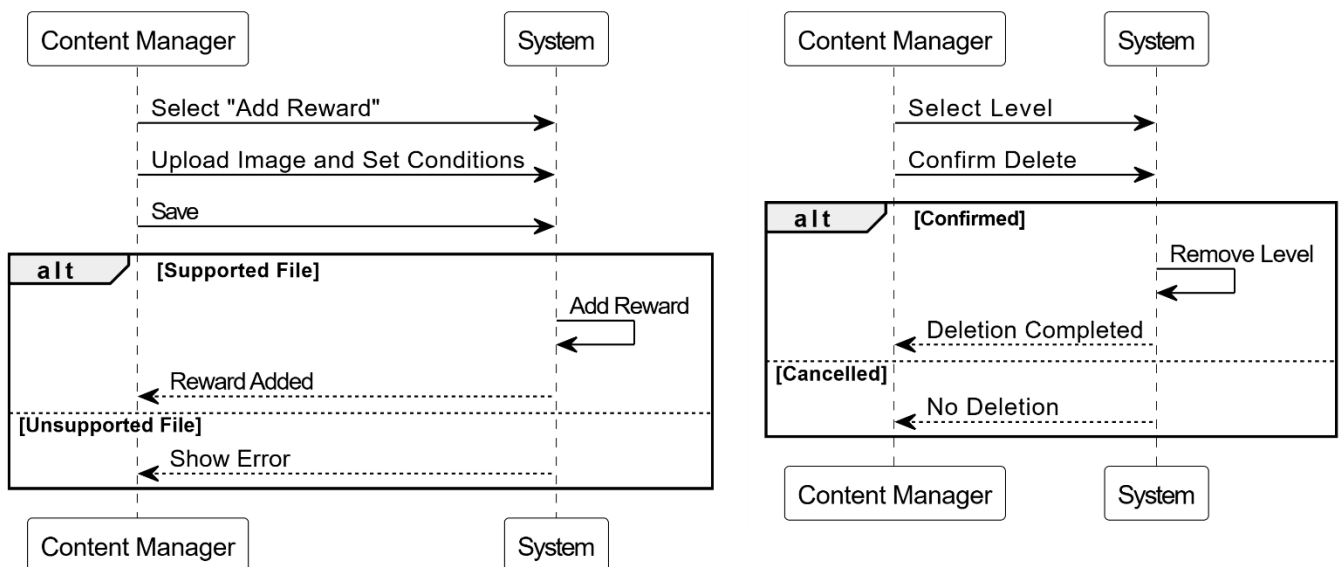 Content Manager
System
Select "Add Reward"
Upload Image and Set Conditions
Save
alt
[Supported File]
Add Reward
Reward Added
[Unsupported File]
Show Error
Content Manager
System
Content Manager
System
Select Level
Confirm Delete
alt
[Confirmed]
Remove Level
Deletion Completed
[Cancelled]
No Deletion
Content Manager
System